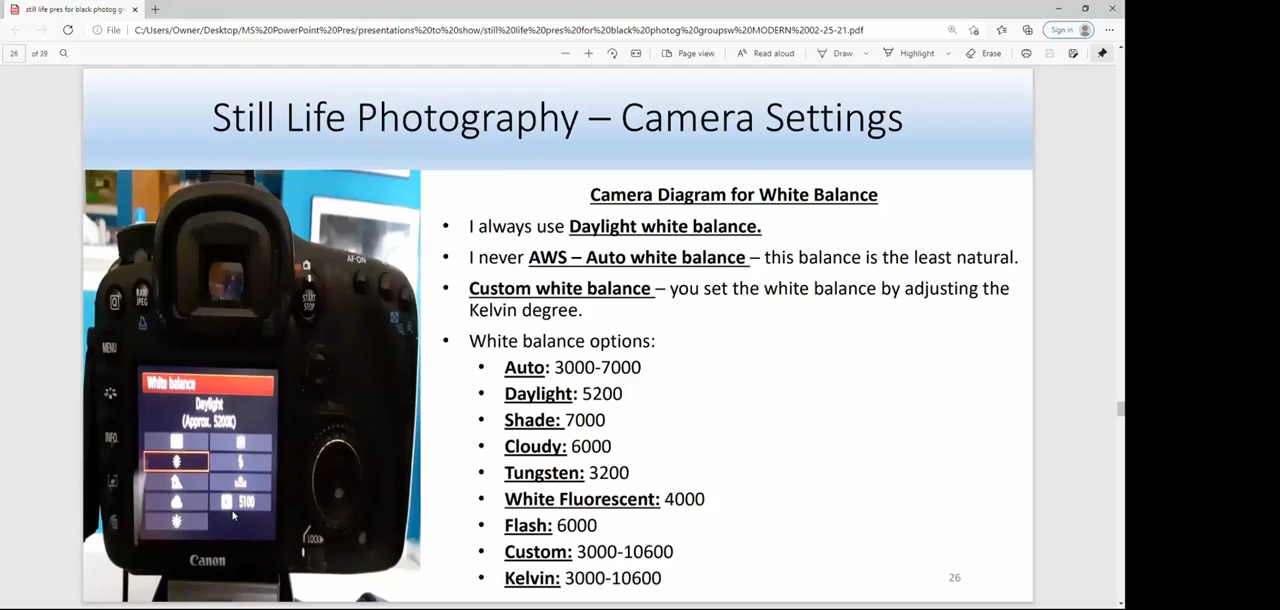 still life pres for black photog gr
File
C:/Users/Owner/Desktop/MS%20PowerPoint%20Pres/presentations%20to%20show/still%20life%20pres%20for%20black%20photog%20groupsw%20MODERN%2002-25-21.pdf
Sign in
26 of 39
Page view
Read aloud
Draw
Highlight
Erase
Still Life Photography – Camera Settings
AF-ON
RAW
JPEG
START
STOP
Q
MENU
INFO.
White balance
Daylight
(Approx. 5200K)
K 5100
LOCK
Canon
Camera Diagram for White Balance
• I always use Daylight white balance.
• I never AWS – Auto white balance – this balance is the least natural.
• Custom white balance – you set the white balance by adjusting the
Kelvin degree.
• White balance options:
• Auto: 3000-7000
• Daylight: 5200
• Shade: 7000
• Cloudy: 6000
• Tungsten: 3200
• White Fluorescent: 4000
• Flash: 6000
• Custom: 3000-10600
• Kelvin: 3000-10600
26